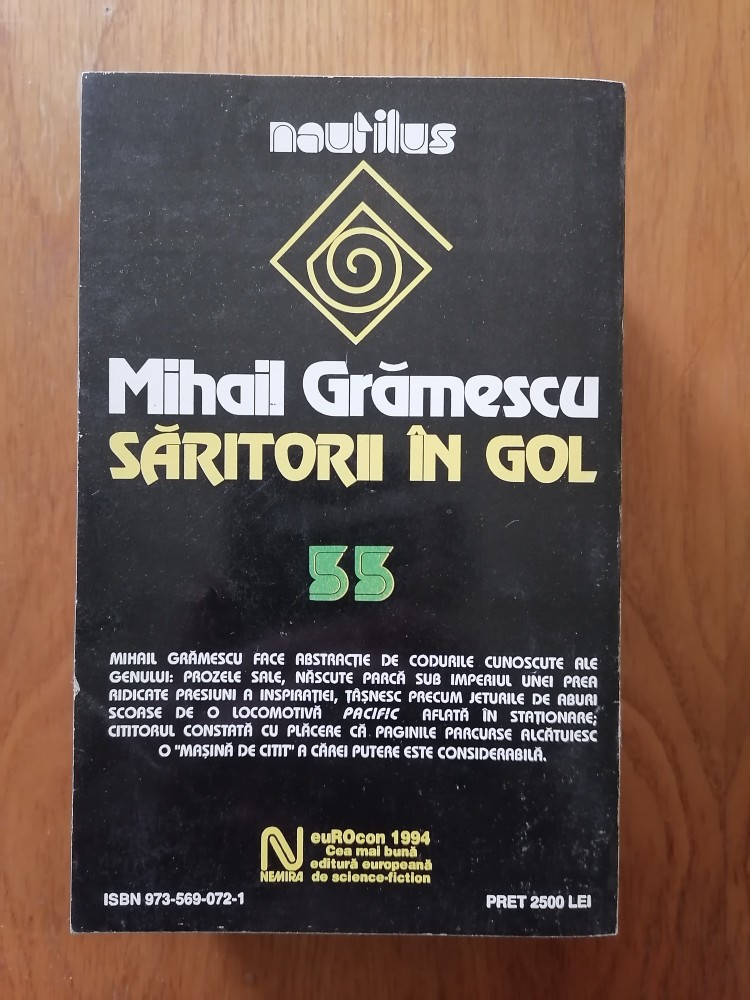 nautilus
Mihail Grămescu
SĂRITORII ÎN GOL
55
MIHAIL GRĂMESCU FACE ABSTRACȚIE DE CODURILE CUNOSCUTE ALE
GENULUI: PROZELE SALE, NĂSCUTE PARCĂ SUB IMPERIUL UNEI PREA
RIDICATE PRESIUNI A INSPIRAȚIEI, TÂȘNESC PRECUM JETURILE DE ABURI
SCOASE DE O LOCOMOTIVĂ PACIFIC AFLATĂ ÎN STAȚIONARE;
CITITORUL CONSTATĂ CU PLĂCERE CĂ PAGINILE PARCURSE ALCĂTUIESC
O "MAȘINĂ DE CITIT" A CĂREI PUTERE ESTE CONSIDERABILĂ.
euROcon 1994
Cea mai bună
editură europeană
NEMIRA de science-fiction
ISBN 973-569-072-1
PRET 2500 LEI